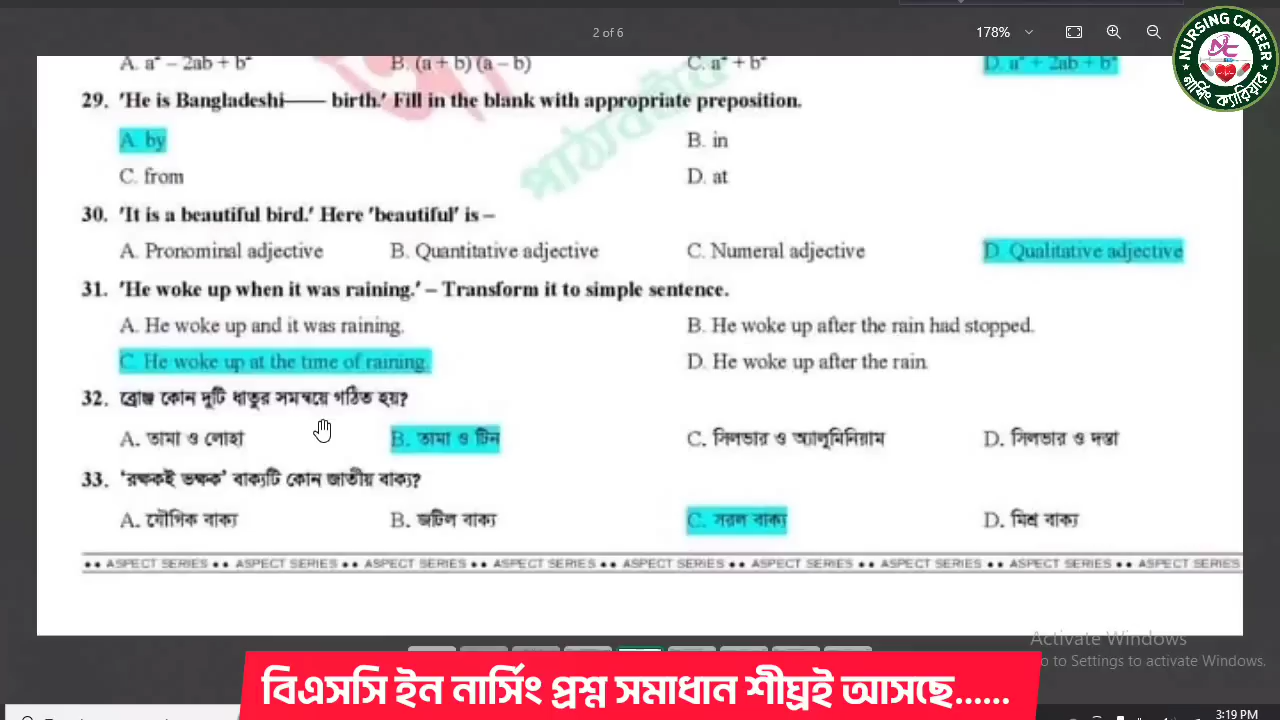 2 of 6
178%
NURSING CAREER
নার্সিং ক্যারিয়ার
A. a² – 2ab + b²
B. (a + b) (a – b)
C. a² + b²
D. a² + 2ab + b²
29. 'He is Bangladeshi—— birth.' Fill in the blank with appropriate preposition.
A. by
B. in
C. from
D. at
30. 'It is a beautiful bird.' Here 'beautiful' is –
A. Pronominal adjective
B. Quantitative adjective
C. Numeral adjective
D. Qualitative adjective
31. 'He woke up when it was raining.' – Transform it to simple sentence.
A. He woke up and it was raining.
B. He woke up after the rain had stopped.
C. He woke up at the time of raining.
D. He woke up after the rain
32. ব্রোঞ্জ কোন দুটি ধাতুর সমন্বয়ে গঠিত হয়?
A. তামা ও লোহা
B. তামা ও টিন
C. সিলভার ও অ্যালুমিনিয়াম
D. সিলভার ও দস্তা
33. 'রক্ষকই ভক্ষক' বাক্যটি কোন জাতীয় বাক্য?
A. যৌগিক বাক্য
B. জটিল বাক্য
C. সরল বাক্য
D. মিশ্র বাক্য
•• ASPECT SERIES •• ASPECT SERIES •• ASPECT SERIES •• ASPECT SERIES •• ASPECT SERIES •• ASPECT SERIES •• ASPECT SERIES •• ASPECT SERIES •• ASPECT SERIES
Activate Windows
o to Settings to activate Windows.
বিএসসি ইন নার্সিং প্রশ্ন সমাধান শীঘ্রই আসছে......
3:19 PM